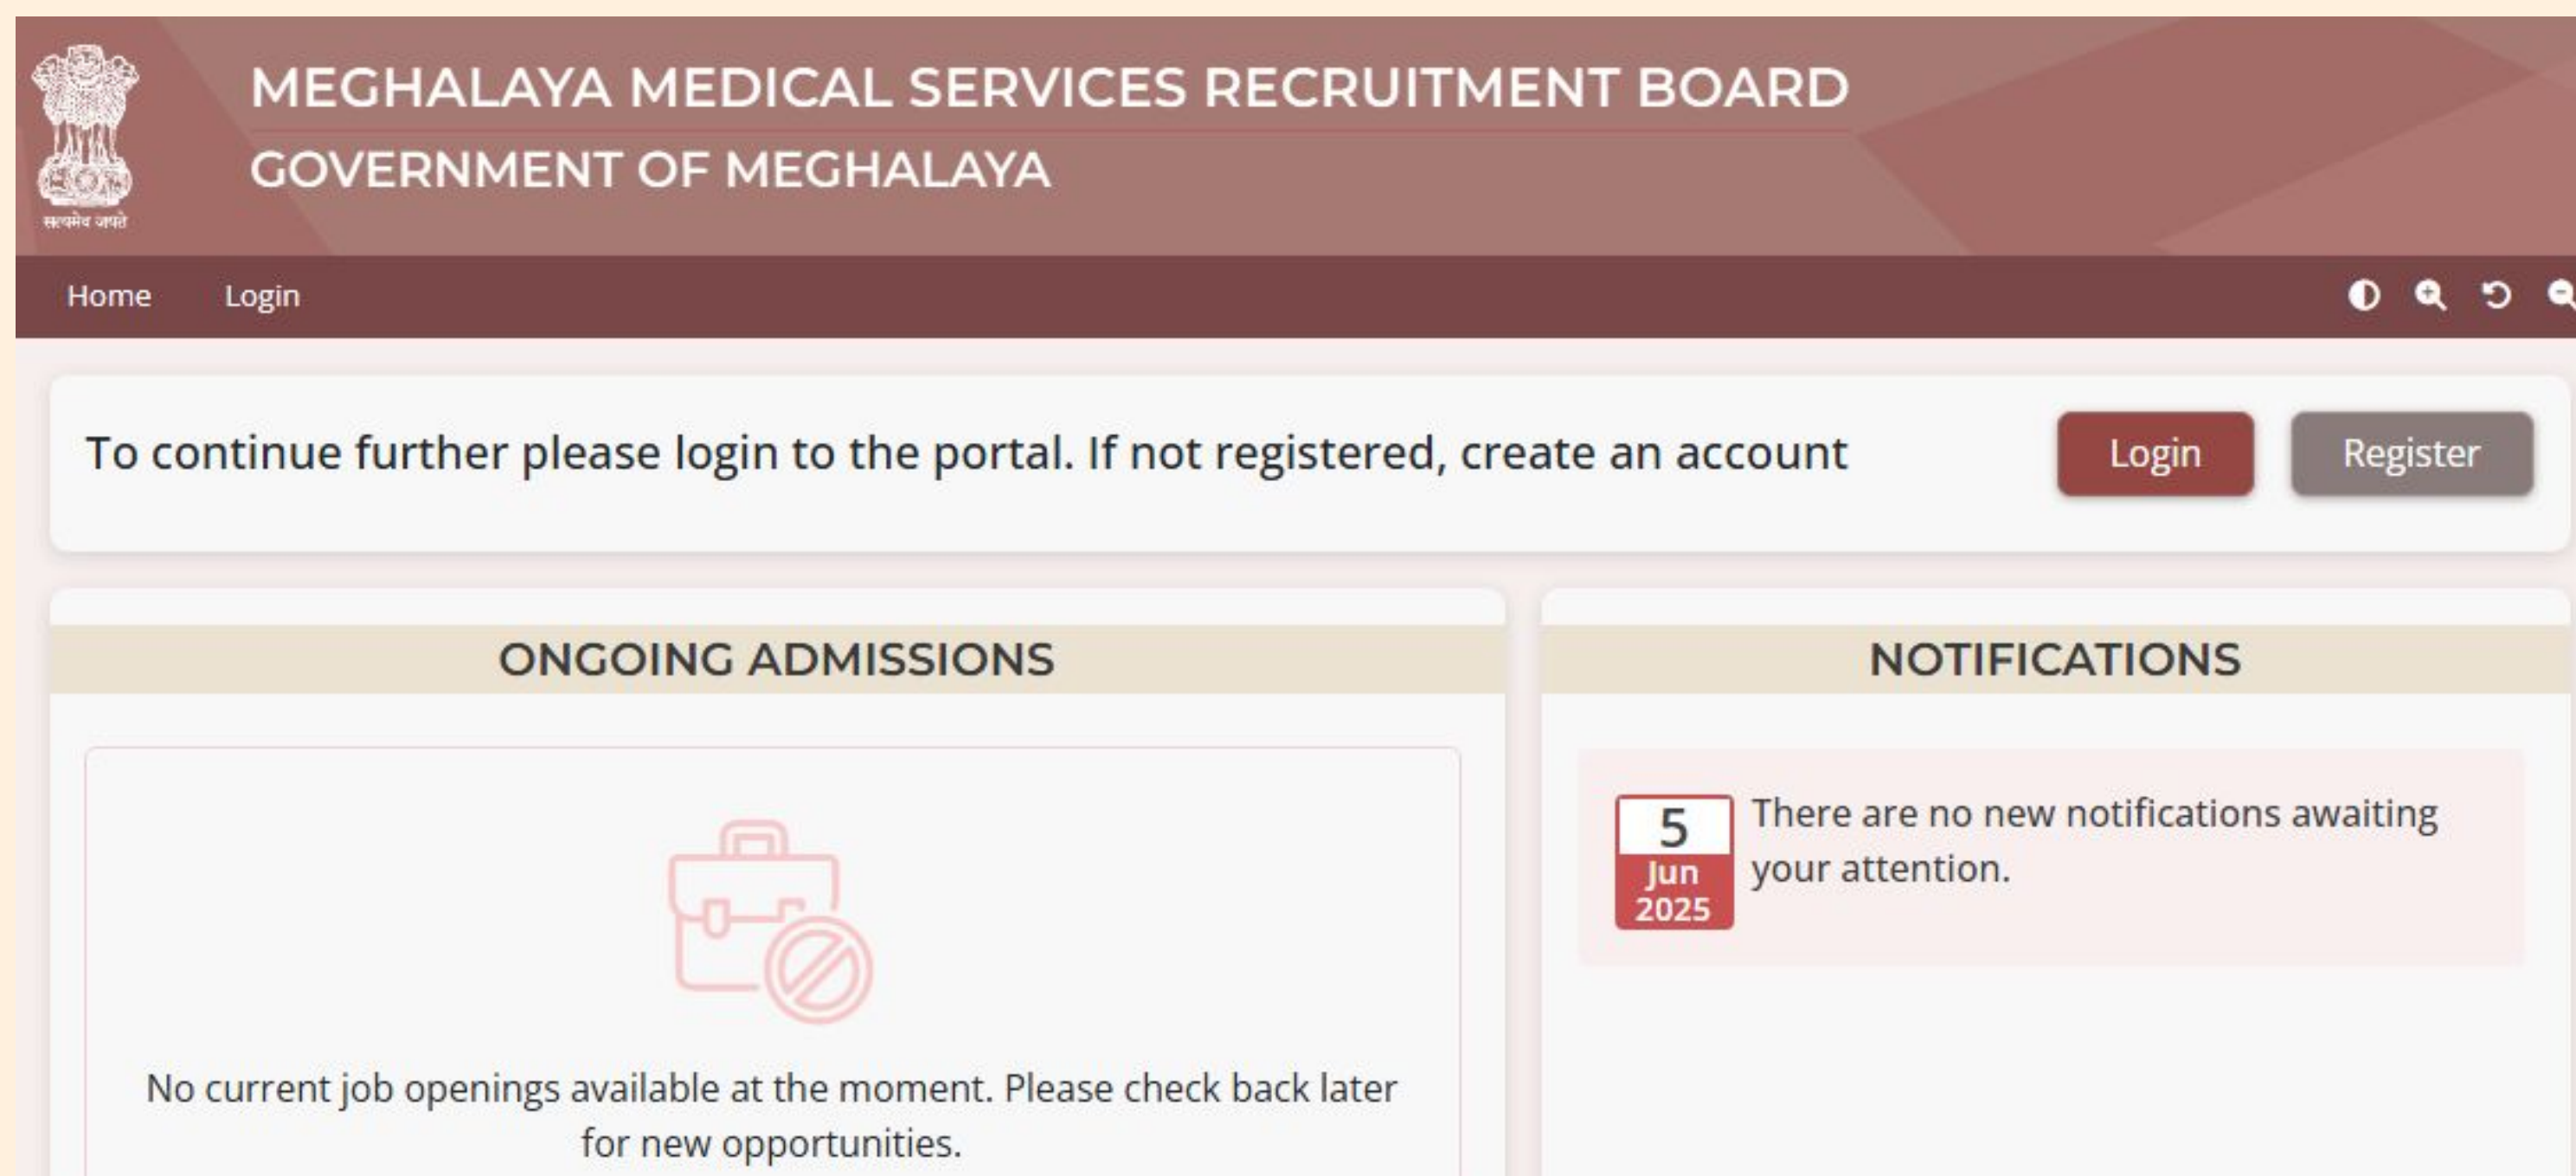 MEGHALAYA MEDICAL SERVICES RECRUITMENT BOARD
GOVERNMENT OF MEGHALAYA
सत्यमेव जयते
Home Login
To continue further please login to the portal. If not registered, create an account
Login Register
ONGOING ADMISSIONS
No current job openings available at the moment. Please check back later
for new opportunities.
NOTIFICATIONS
5
Jun
2025
There are no new notifications awaiting
your attention.